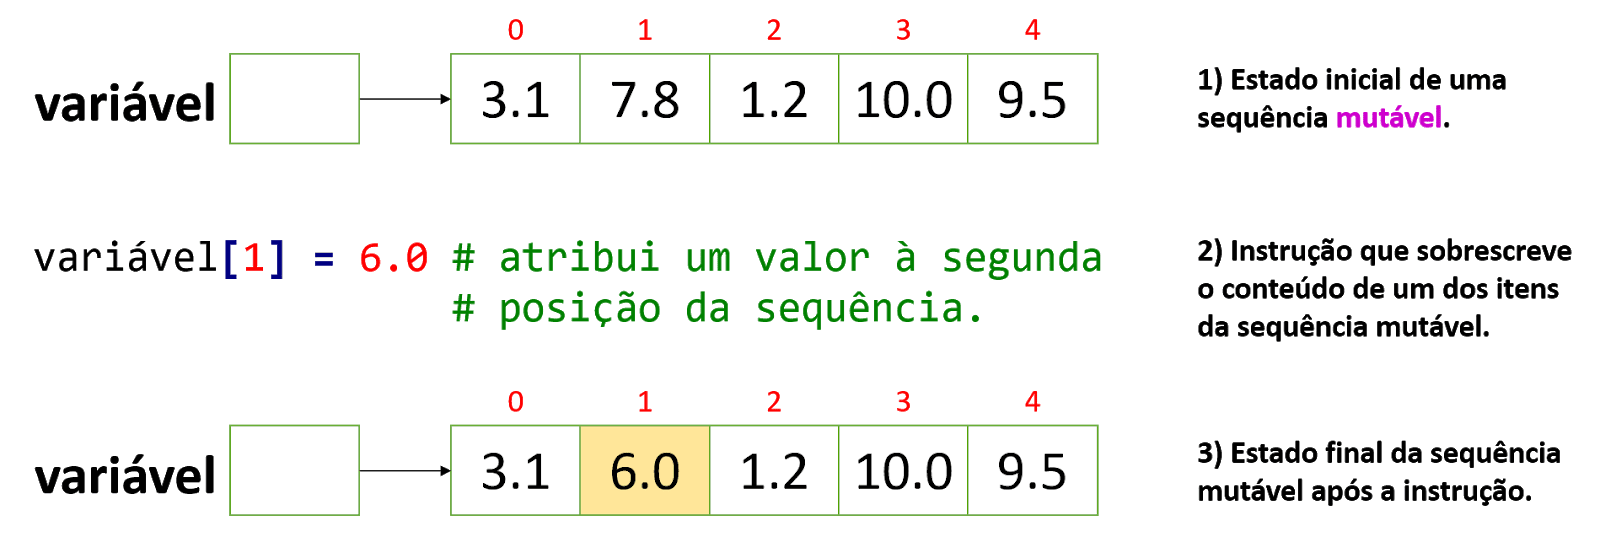 0 1 2 3 4
variável 3.1 7.8 1.2 10.0 9.5
1) Estado inicial de uma
sequência mutável.
variável[1] = 6.0 # atribui um valor à segunda
# posição da sequência.
2) Instrução que sobrescreve
o conteúdo de um dos itens
da sequência mutável.
0 1 2 3 4
variável 3.1 6.0 1.2 10.0 9.5
3) Estado final da sequência
mutável após a instrução.